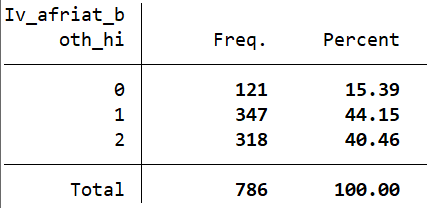 Iv_afriat_b
oth_hi Freq. Percent
0 121 15.39
1 347 44.15
2 318 40.46
Total 786 100.00